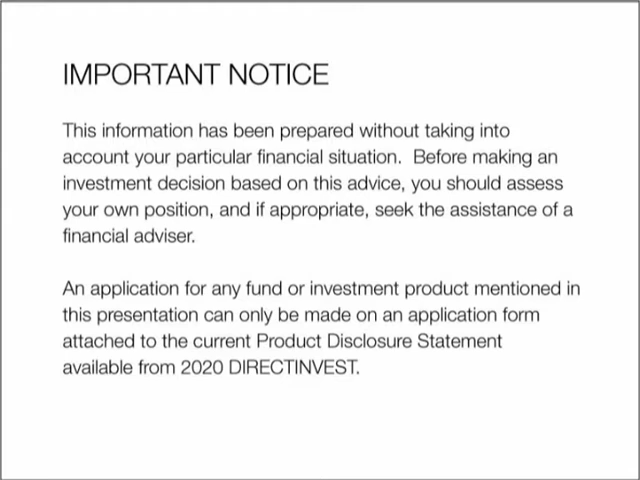 IMPORTANT NOTICE
This information has been prepared without taking into
account your particular financial situation.  Before making an
investment decision based on this advice, you should assess
your own position, and if appropriate, seek the assistance of a
financial adviser.
An application for any fund or investment product mentioned in
this presentation can only be made on an application form
attached to the current Product Disclosure Statement
available from 2020 DIRECTINVEST.